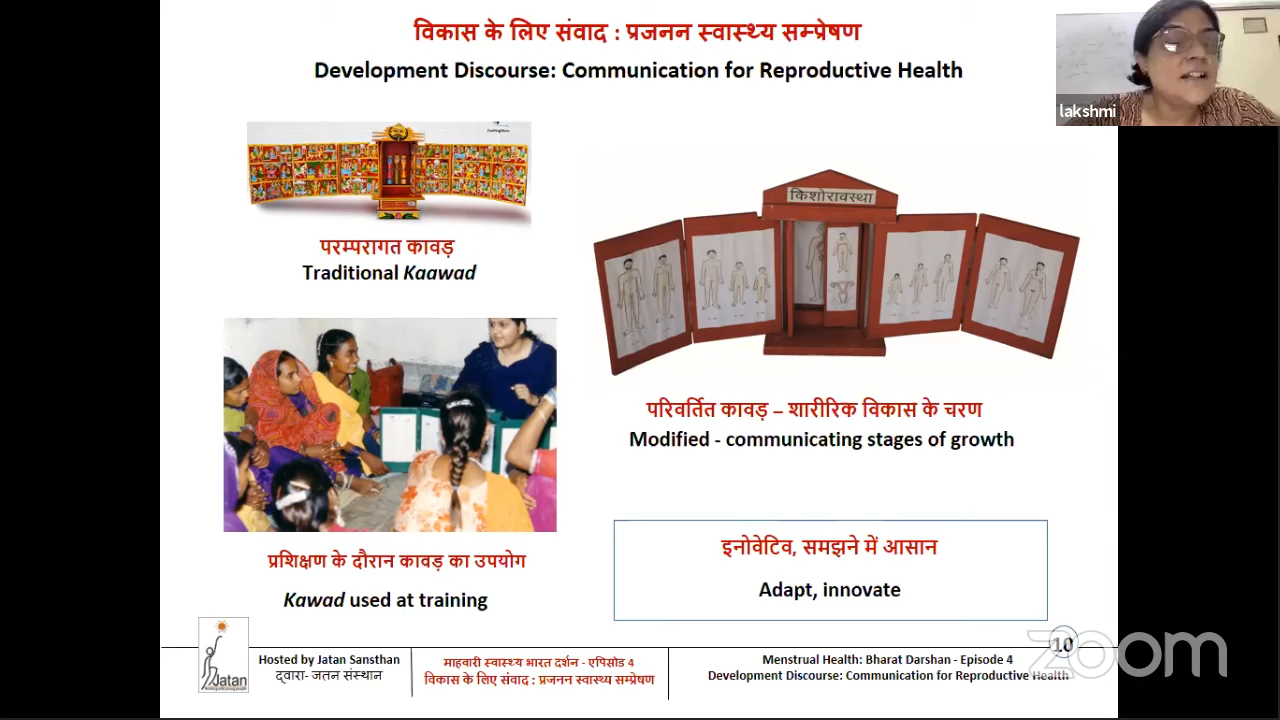 विकास के लिए संवाद : प्रजनन स्वास्थ्य सम्प्रेषण
Development Discourse: Communication for Reproductive Health
lakshmi
किशोरावस्था
परम्परागत कावड़
Traditional Kaawad
परिवर्तित कावड़ – शारीरिक विकास के चरण
Modified - communicating stages of growth
प्रशिक्षण के दौरान कावड़ का उपयोग
Kawad used at training
इनोवेटिव, समझने में आसान
Adapt, innovate
Jatan
Hosted by Jatan Sansthan
द्वारा- जतन संस्थान
माहवारी स्वास्थ्य भारत दर्शन - एपिसोड 4
विकास के लिए संवाद : प्रजनन स्वास्थ्य सम्प्रेषण
10
Menstrual Health: Bharat Darshan - Episode 4
Development Discourse: Communication for Reproductive Health
zoom